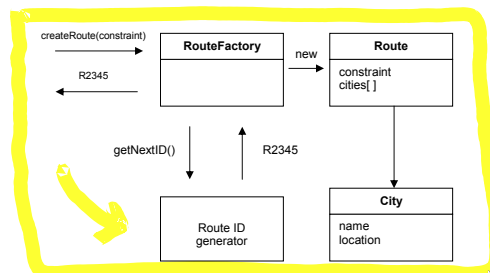 createRoute(constraint)
RouteFactory
new
Route
constraint
cities[ ]
R2345
getNextID()
R2345
Route ID
generator
City
name
location